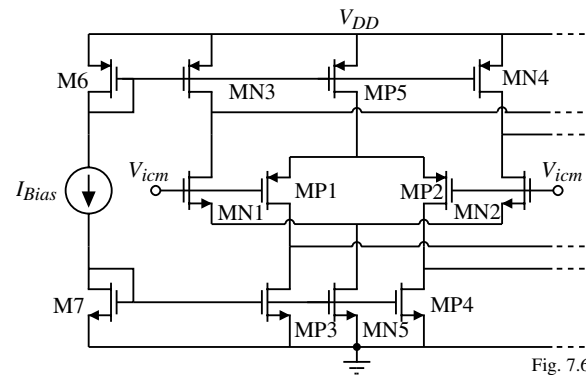 V_DD
M6
MN3
MP5
MN4
V_icm
V_icm
MP1
MP2
I_Bias
MN1
MN2
M7
MP4
MP3
MN5
Fig. 7.6